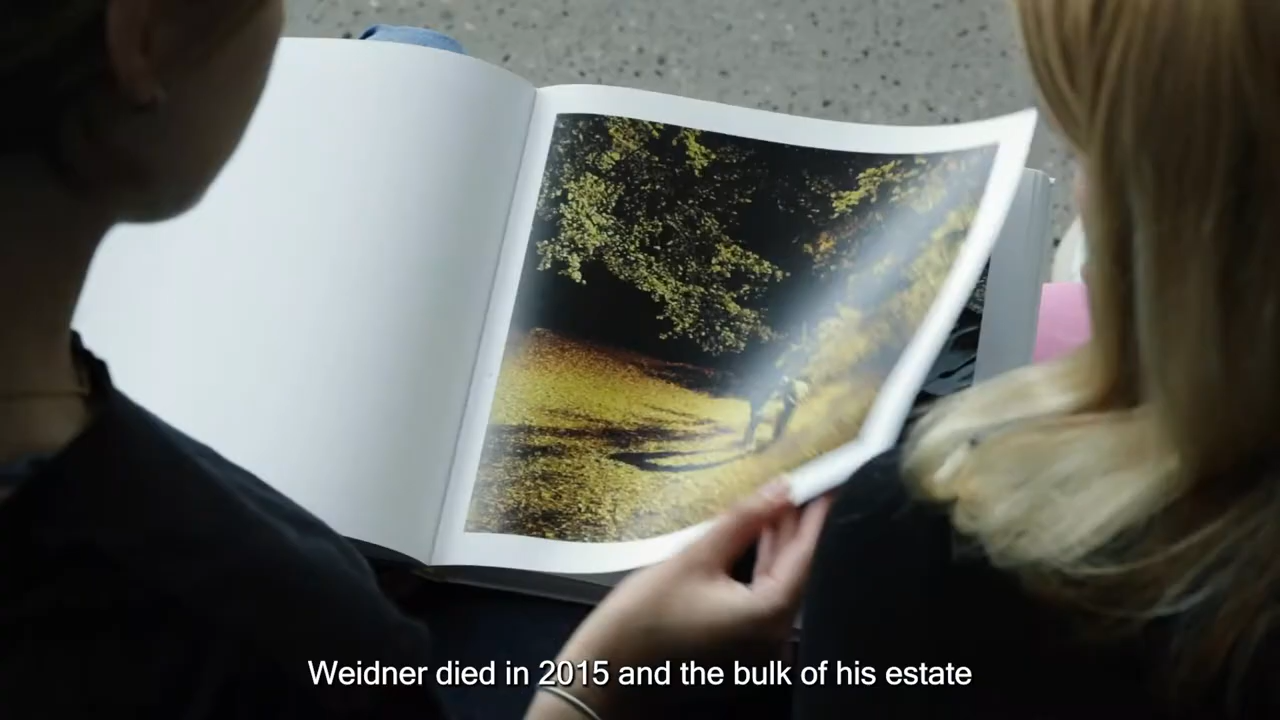 Weidner died in 2015 and the bulk of his estate